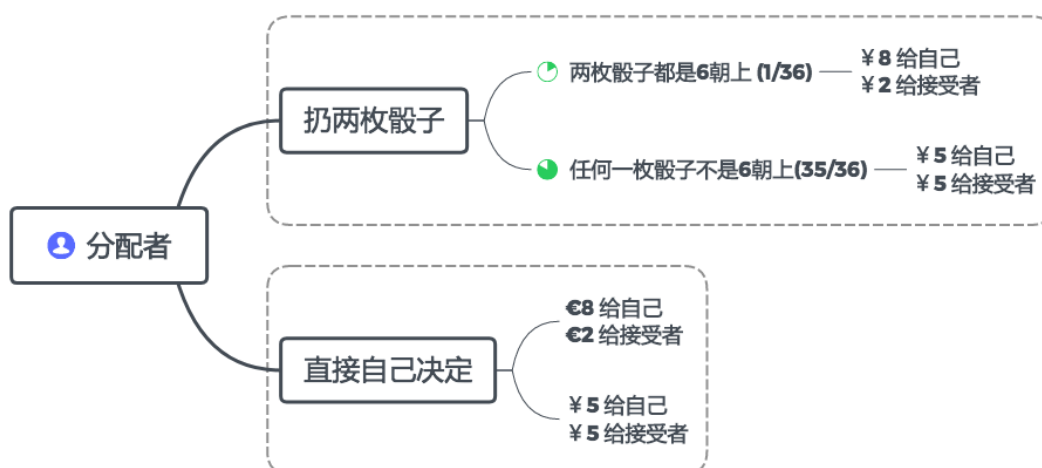 ¥ 8 给自己
两枚骰子都是6朝上 (1/36)
¥ 2 给接受者
扔两枚骰子
¥ 5 给自己
任何一枚骰子不是6朝上(35/36)
¥ 5 给接受者
分配者
€8 给自己
€2 给接受者
直接自己决定
¥ 5 给自己
¥ 5 给接受者